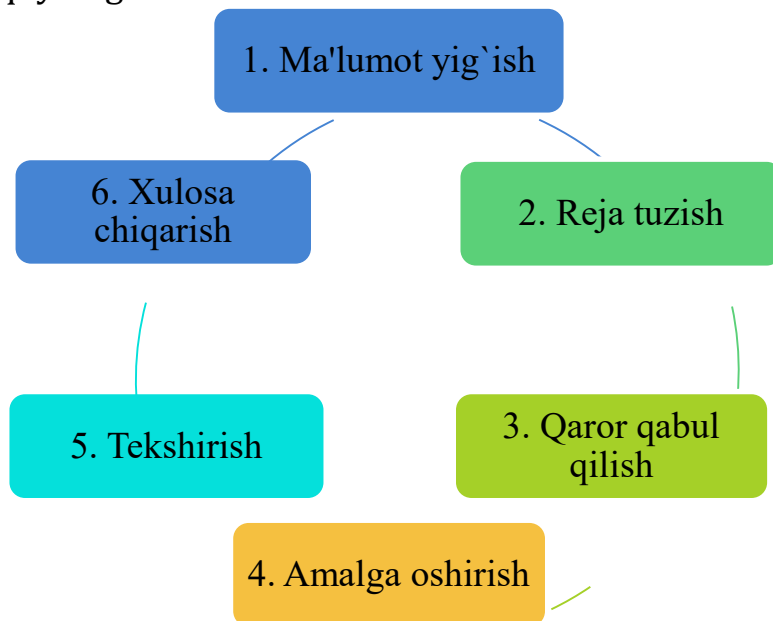 1. Ma'lumot yig`ish
2. Reja tuzish
3. Qaror qabul
qilish
4. Amalga oshirish
5. Tekshirish
6. Xulosa
chiqarish